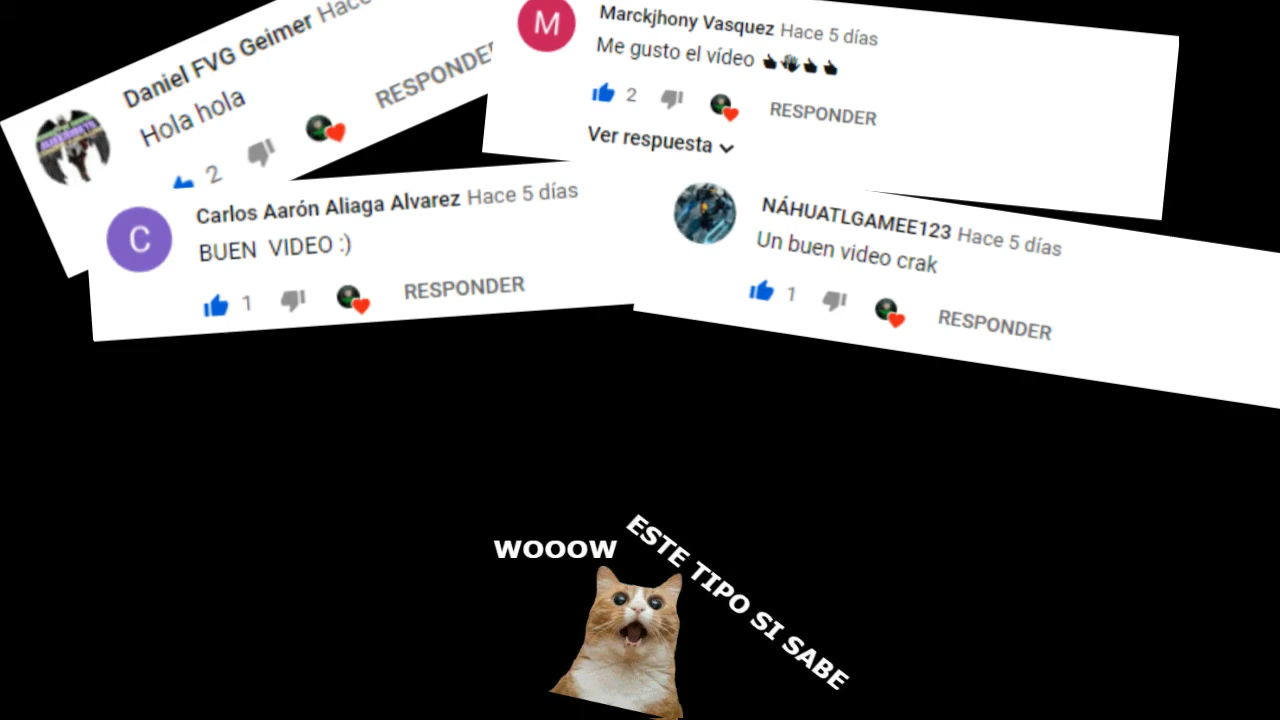 Daniel FVG Geimer Hace
Hola hola
2
RESPONDER
M
Marckjhony Vasquez Hace 5 días
Me gusto el vídeo
2 RESPONDER
Ver respuesta
C
Carlos Aarón Aliaga Alvarez Hace 5 días
BUEN VIDEO :)
1 RESPONDER
NÁHUATLGAMEE123 Hace 5 días
Un buen video crak
1 RESPONDER
WOOOW
ESTE TIPO SI SABE